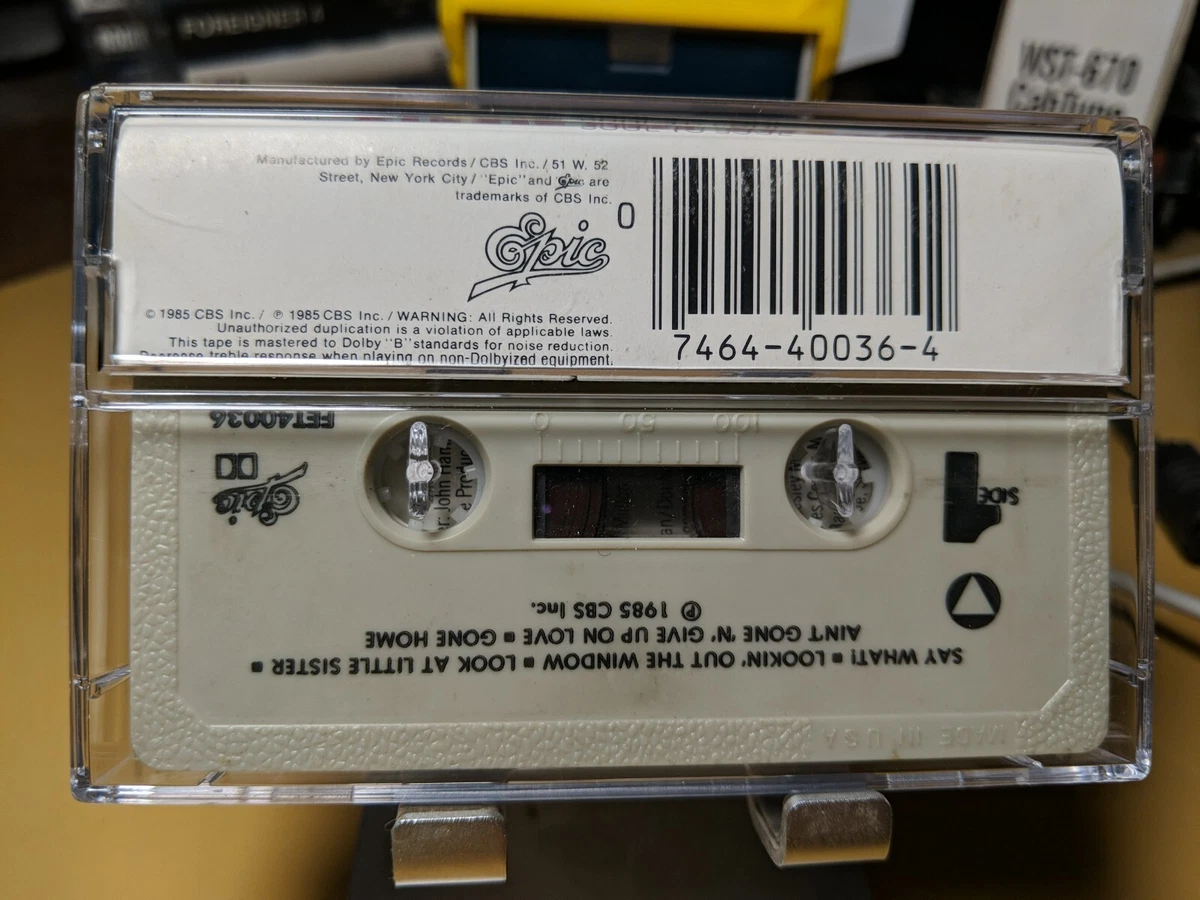 FOREIGNER
WST-670
Manufactured by Epic Records / CBS Inc. / 51 W. 52
Street, New York City / "Epic" and Epic are
trademarks of CBS Inc.
Epic
0
7464-40036-4
© 1985 CBS Inc. / ℗ 1985 CBS Inc. / WARNING: All Rights Reserved.
Unauthorized duplication is a violation of applicable laws.
This tape is mastered to Dolby "B" standards for noise reduction.
Decrease treble response when playing on non-Dolbyized equipment.
MADE IN U S A
SAY WHAT! ■ LOOKIN' OUT THE WINDOW ■ LOOK AT LITTLE SISTER ■
AIN'T GONE 'N' GIVE UP ON LOVE ■ GONE HOME
℗ 1985 CBS Inc.
SIDE 1
Epic
100 50 0
FET40036